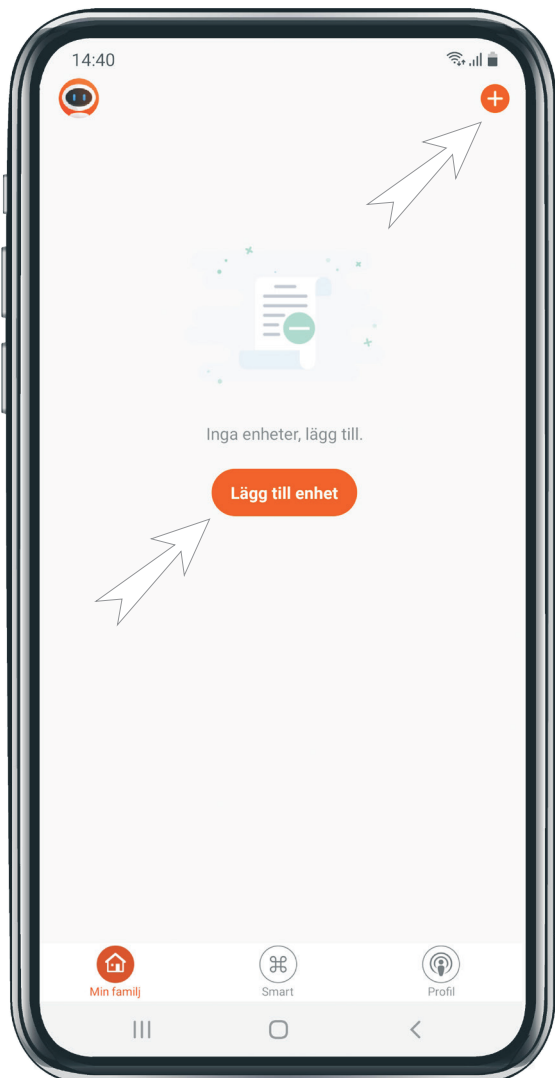 14:40
Inga enheter, lägg till.
Lägg till enhet
Min familj
Smart
Profil